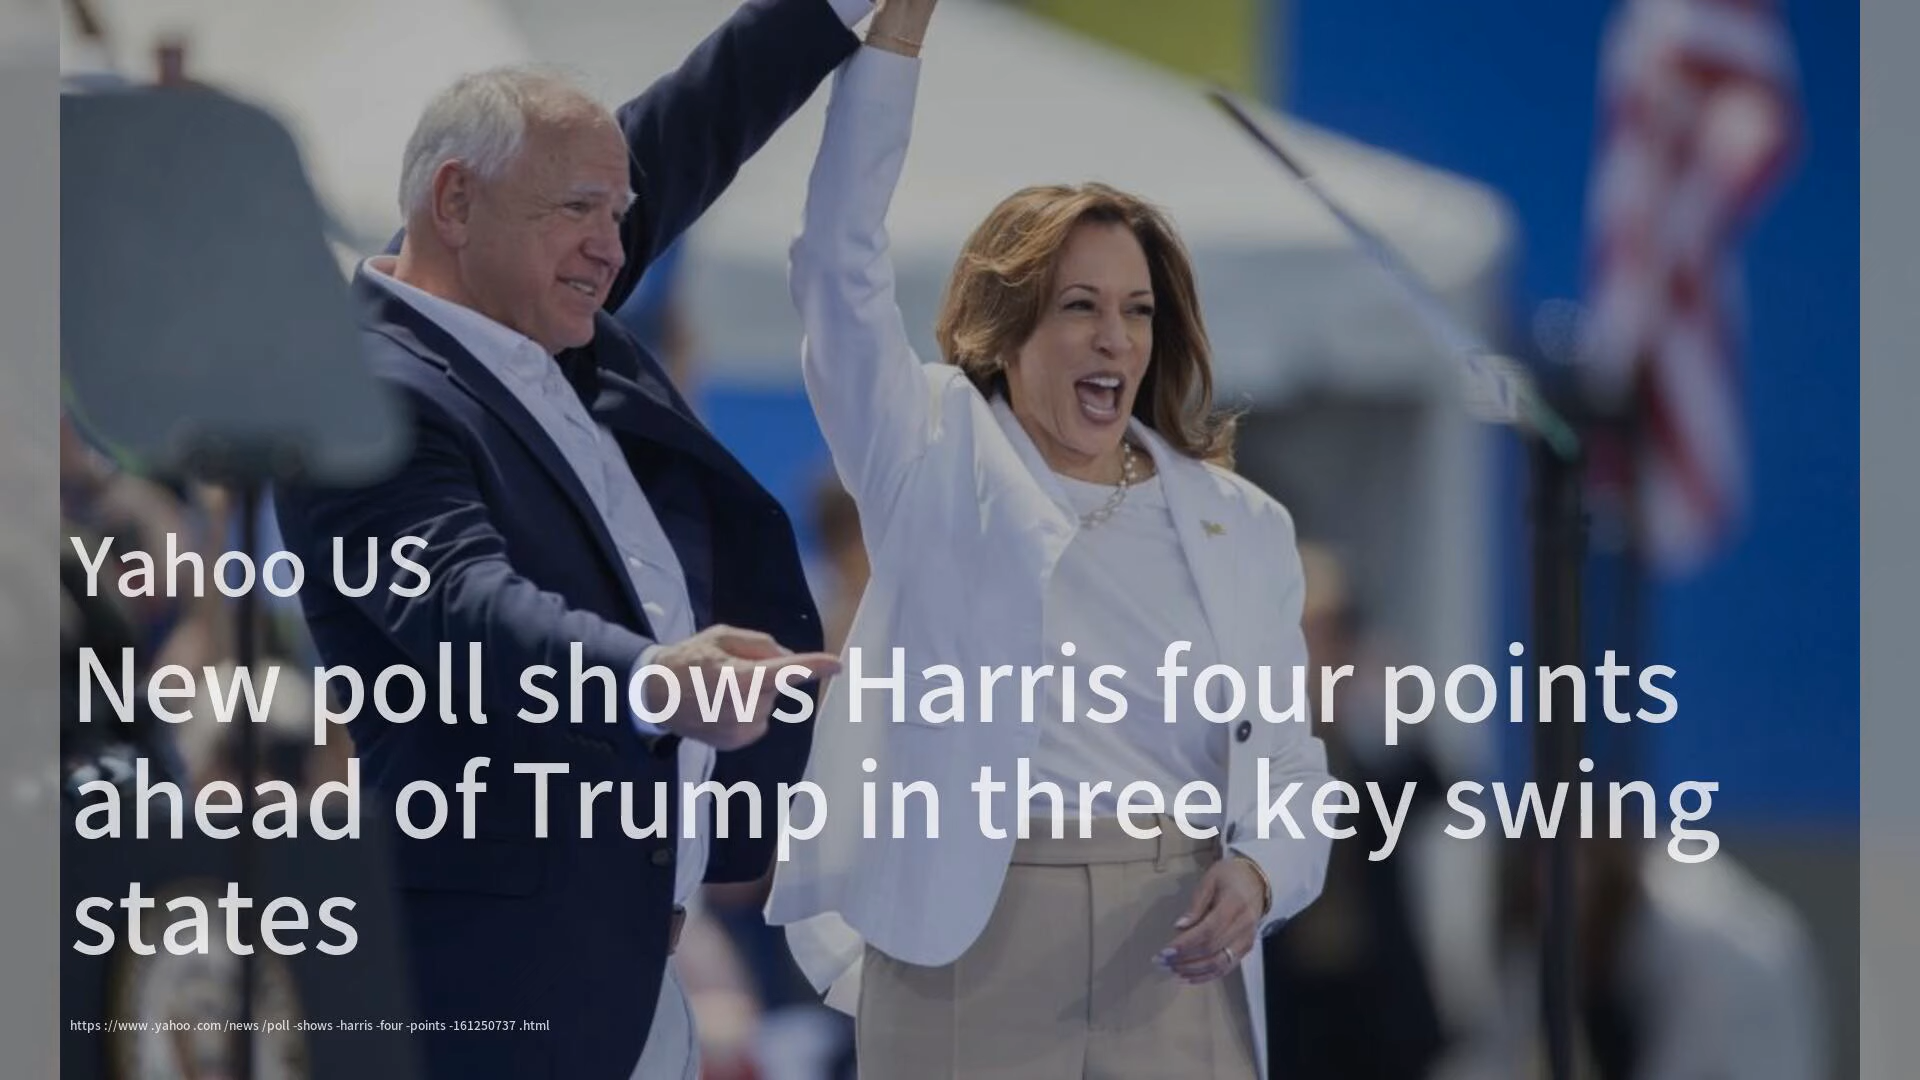 Yahoo US
New poll shows Harris four points
ahead of Trump in three key swing
states
https ://www .yahoo .com /news /poll -shows -harris -four -points -161250737 .html